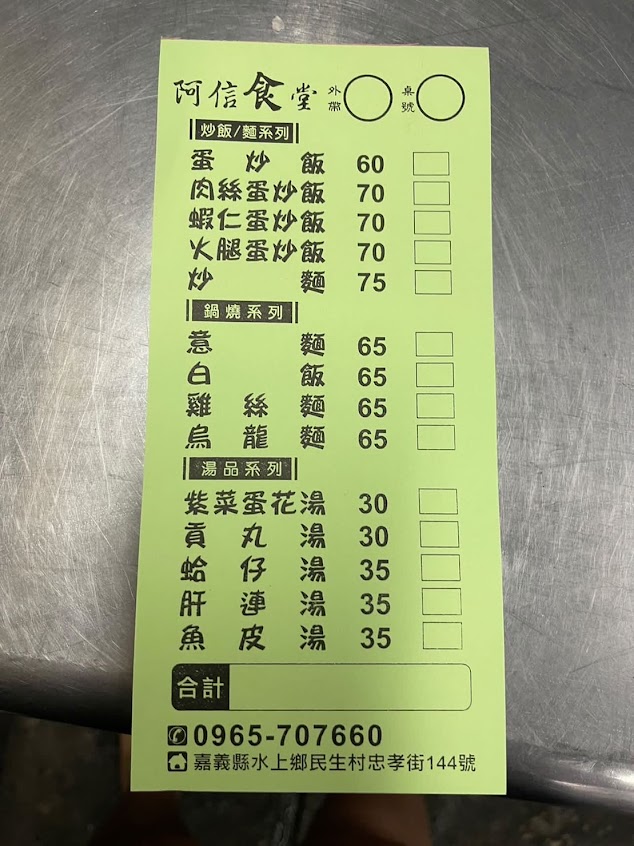 阿信食堂 外帶 桌號
炒飯/麵系列
蛋炒飯 60
肉絲蛋炒飯 70
蝦仁蛋炒飯 70
火腿蛋炒飯 70
炒麵 75
鍋燒系列
意麵 65
白飯 65
雞絲麵 65
烏龍麵 65
湯品系列
紫菜蛋花湯 30
貢丸湯 30
蛤仔湯 35
肝連湯 35
魚皮湯 35
合計
0965-707660
嘉義縣水上鄉民生村忠孝街144號